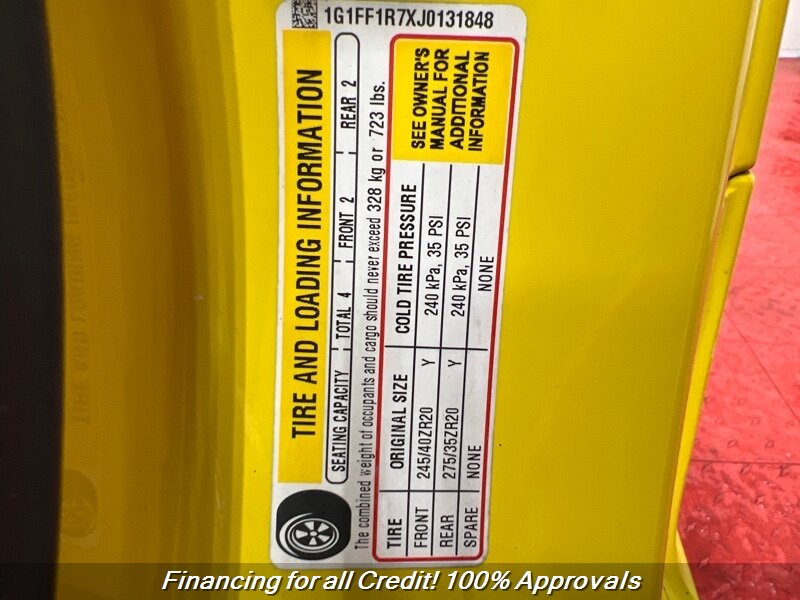 1G1FF1R7XJ0131848
TIRE AND LOADING INFORMATION
SEATING CAPACITY TOTAL 4 FRONT 2 REAR 2
The combined weight of occupants and cargo should never exceed 328 kg or 723 lbs.
TIRE ORIGINAL SIZE COLD TIRE PRESSURE
FRONT 245/40ZR20 Y 240 kPa, 35 PSI
REAR 275/35ZR20 Y 240 kPa, 35 PSI
SPARE NONE NONE
SEE OWNER'S
MANUAL FOR
ADDITIONAL
INFORMATION
Financing for all Credit! 100% Approvals